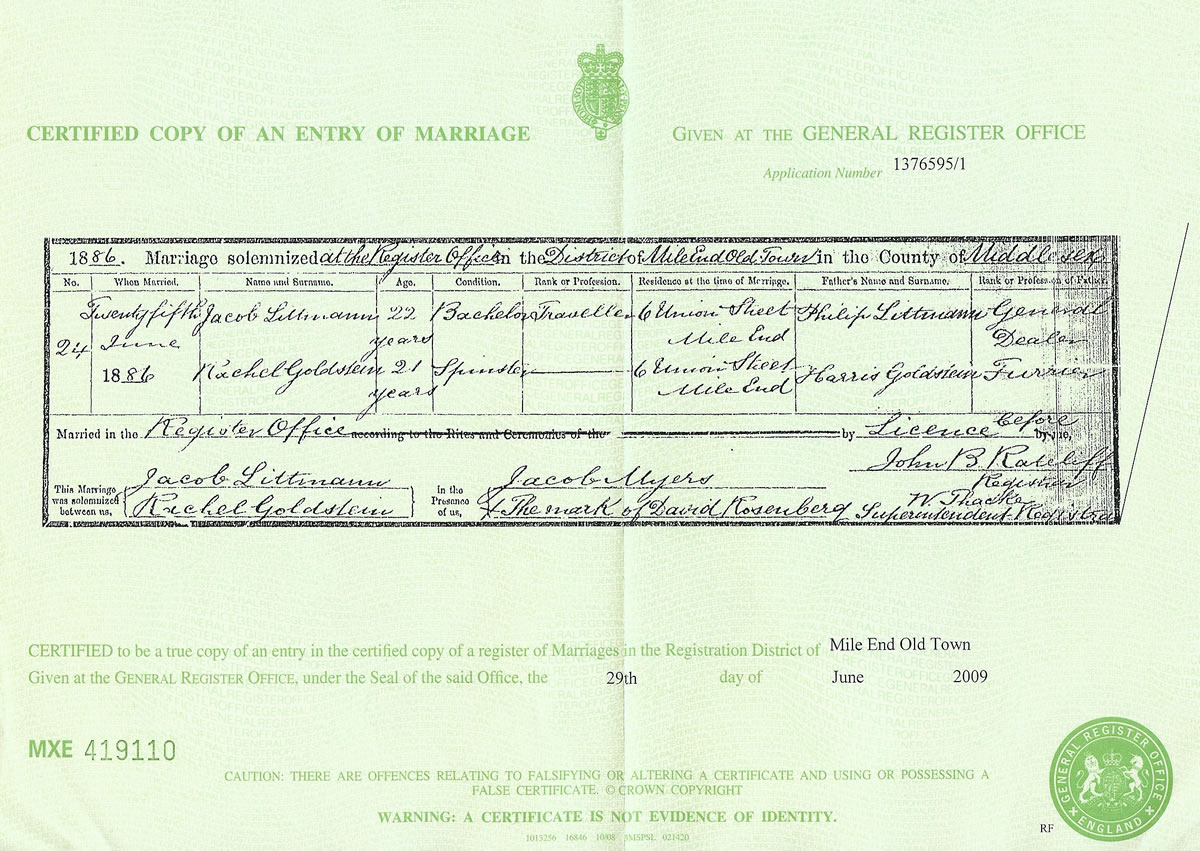 CERTIFIED COPY OF AN ENTRY OF MARRIAGE
GIVEN AT THE GENERAL REGISTER OFFICE
Application Number 1376595/1
1886. Marriage solemnized at the Register Office in the District of Mile End Old Town in the County of Middlesex
No. When Married. Name and Surname. Age. Condition. Rank or Profession. Residence at the time of Marriage. Father's Name and Surname. Rank or Profession of Father.
Twenty fifth Jacob Littmann 22 Bachelor Traveller 6 Union Street Philip Littmann General
24 June years Mile End Dealer
1886 Rachel Goldstein 21 Spinster 6 Union Street Harris Goldstein Furrier
years Mile End
Married in the Register Office according to the Rites and Ceremonies of the by Licence before by me,
Jacob Littmann Jacob Myers John B Ratcliff
Registrar
This Marriage was solemnized between us, Rachel Goldstein In the Presence of us, X The mark of David Rosenberg W. Thacke
Superintendent Registrar
CERTIFIED to be a true copy of an entry in the certified copy of a register of Marriages in the Registration District of Mile End Old Town
Given at the GENERAL REGISTER OFFICE, under the Seal of the said Office, the 29th day of June 2009
MXE 419110
CAUTION: THERE ARE OFFENCES RELATING TO FALSIFYING OR ALTERING A CERTIFICATE AND USING OR POSSESSING A
FALSE CERTIFICATE. © CROWN COPYRIGHT
WARNING: A CERTIFICATE IS NOT EVIDENCE OF IDENTITY.
1013256 16846 10/08 3MSPSL 021420
RF
GENERAL REGISTER OFFICE
ENGLAND